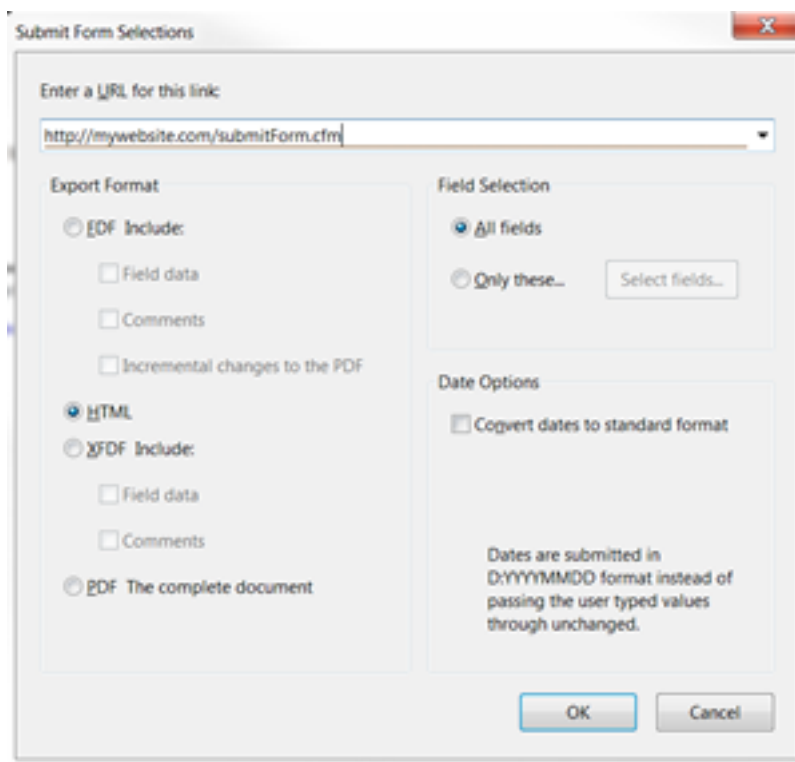 Submit Form Selections
Enter a URL for this link:
http://mywebsite.com/submitForm.cfm
Export Format
FDF Include:
Field data
Comments
Incremental changes to the PDF
HTML
XFDF Include:
Field data
Comments
PDF The complete document
Field Selection
All fields
Only these...
Select fields...
Date Options
Convert dates to standard format
Dates are submitted in
D:YYYYMMDD format instead of
passing the user typed values
through unchanged.
OK
Cancel